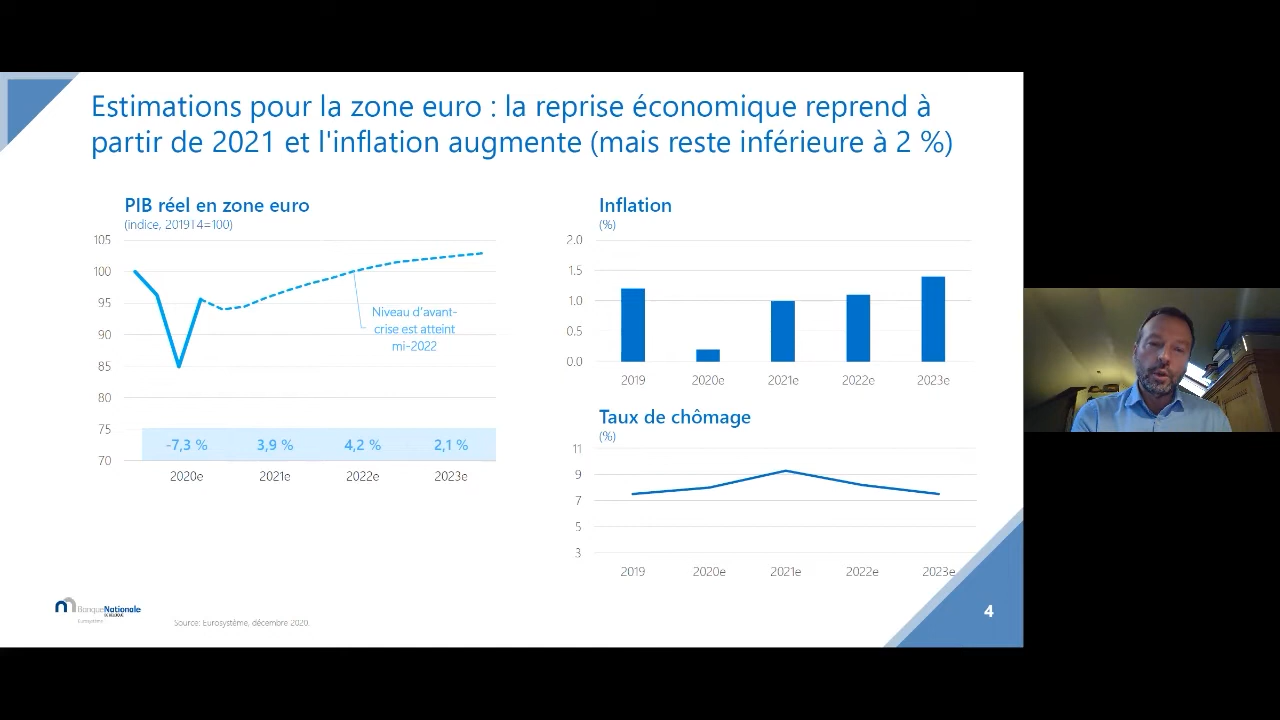 Estimations pour la zone euro : la reprise économique reprend à
partir de 2021 et l'inflation augmente (mais reste inférieure à 2 %)
PIB réel en zone euro
(indice, 2019T4=100)
105
100
95
90
85
80
75
70
Niveau d'avant-
crise est atteint
mi-2022
-7,3 % 3,9 % 4,2 % 2,1 %
2020e 2021e 2022e 2023e
Inflation
(%)
2.0
1.5
1.0
0.5
0.0
2019 2020e 2021e 2022e 2023e
Taux de chômage
(%)
11
9
7
5
3
2019 2020e 2021e 2022e 2023e
BanqueNationale
DE BELGIQUE
Eurosystème
Source: Eurosystème, décembre 2020.
4